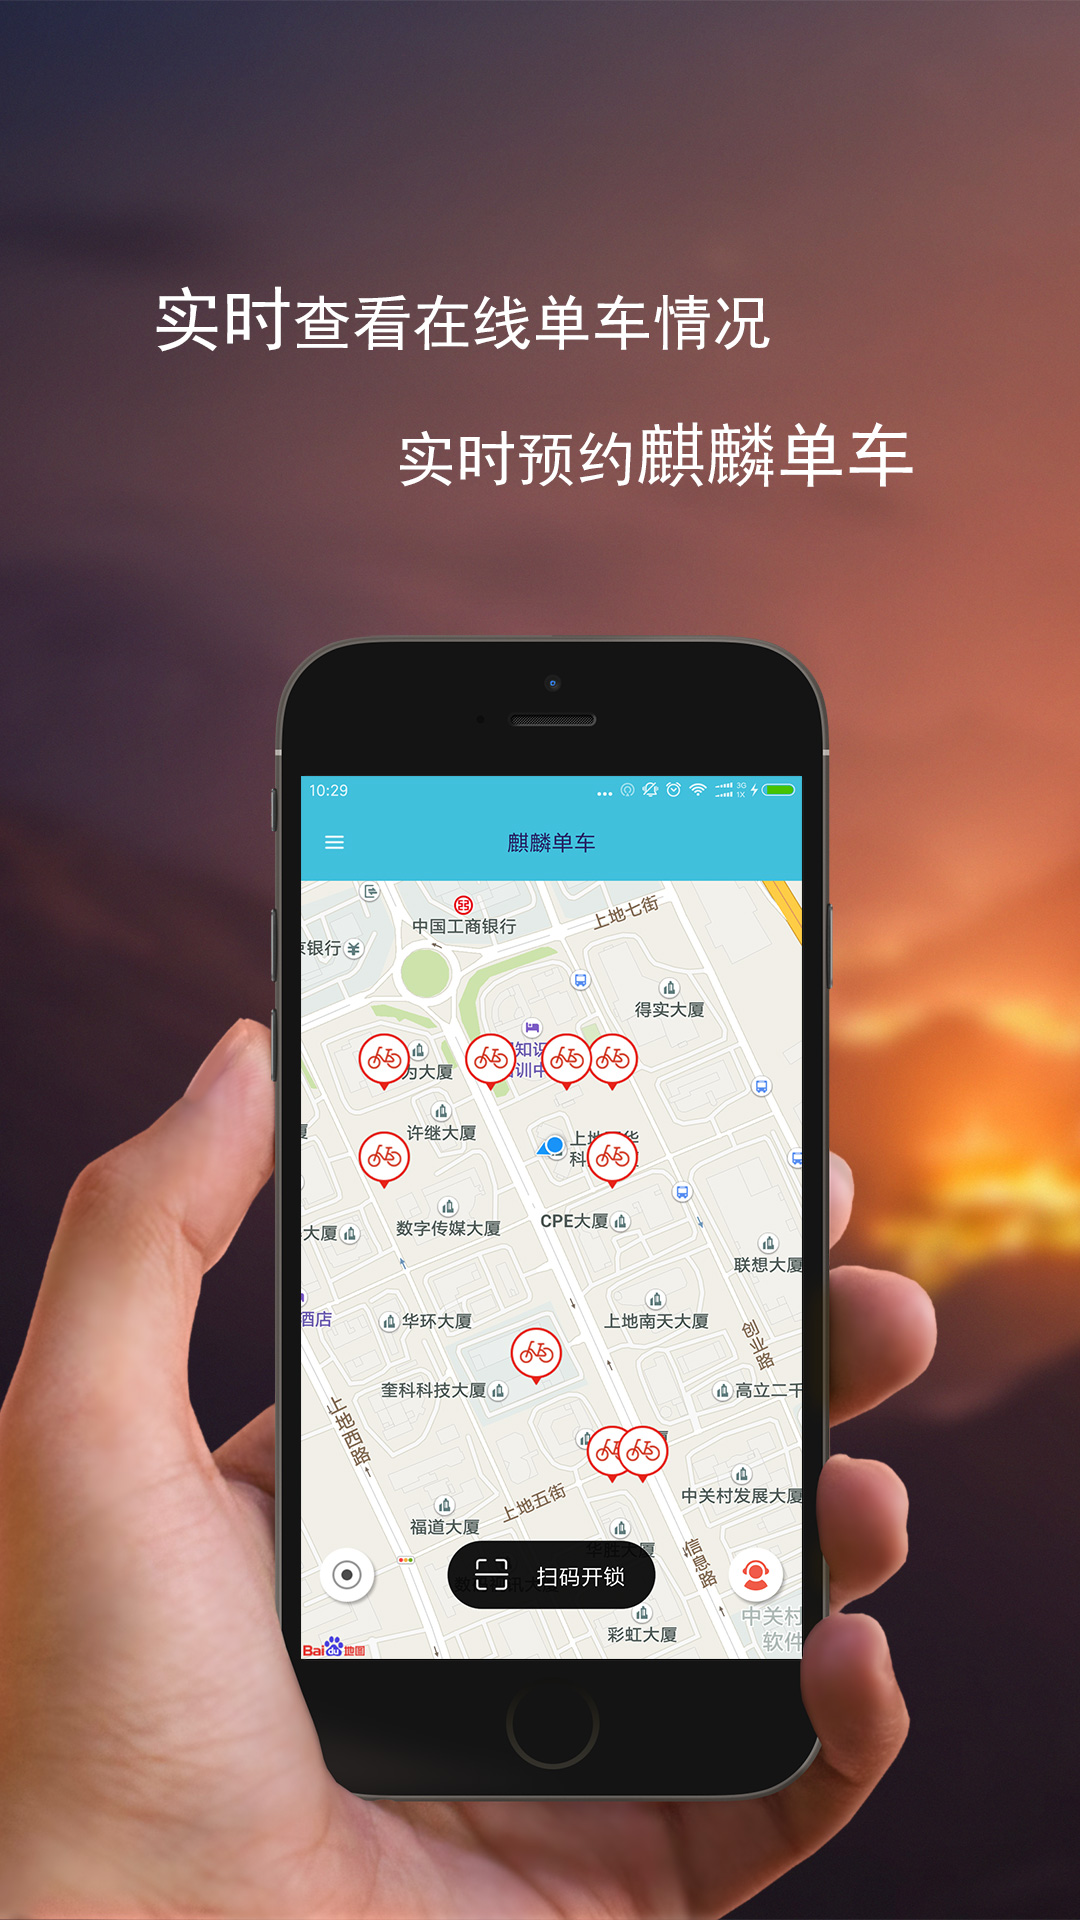 实时查看在线单车情况
实时预约麒麟单车
10:29
3G
1X
麒麟单车
中国工商银行
上地七街
银行
得实大厦
知识
训中
为大厦
许继大厦
上地
华
科
大厦
数字传媒大厦
CPE大厦
联想大厦
酒店
华环大厦
上地南天大厦
创业路
奎科科技大厦
高立二千
上地西路
中关村发展大厦
上地五街
福道大厦
华胜大厦
信息路
扫码开锁
中关村
软件
彩虹大厦
Bai du 地图